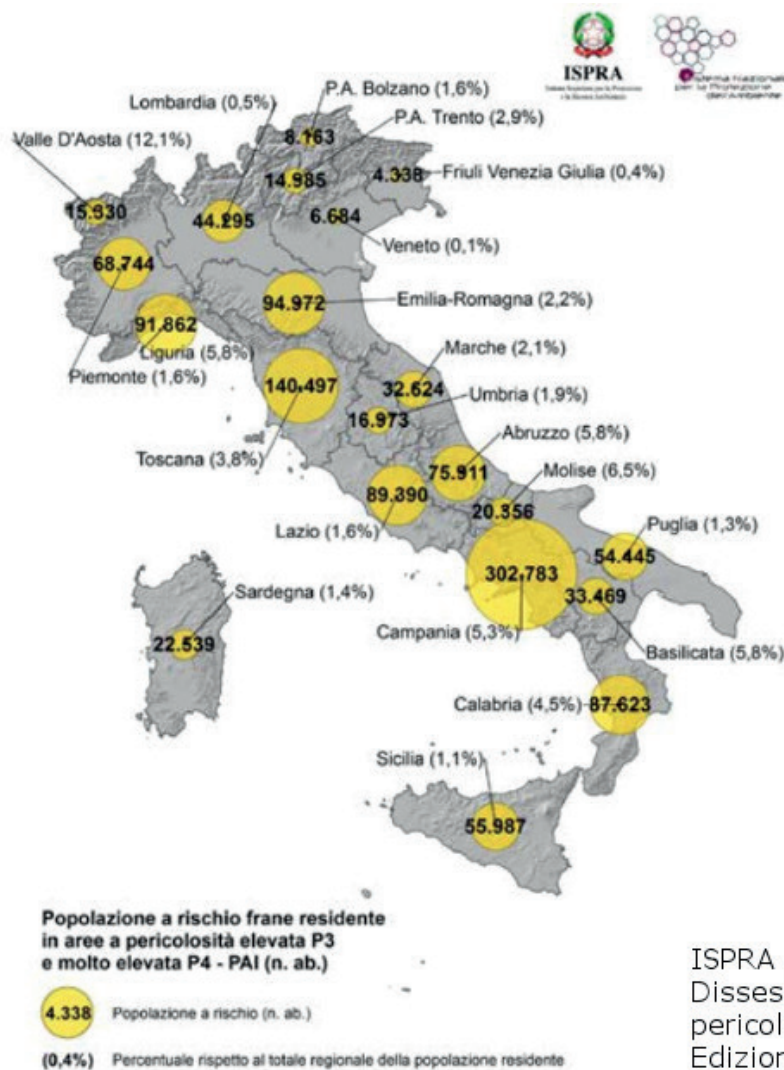 ISPRA
Lombardia (0,5%)
P.A. Bolzano (1,6%)
8.163
P.A. Trento (2,9%)
Valle D'Aosta (12,1%)
14.985
4.338
Friuli Venezia Giulia (0,4%)
15.330
44.295
6.684
Veneto (0,1%)
68.744
94.972
Emilia-Romagna (2,2%)
91.862
Liguria (5,8%)
Marche (2,1%)
Piemonte (1,6%)
140.497
32.624
Umbria (1,9%)
16.973
Abruzzo (5,8%)
Toscana (3,8%)
75.911
Molise (6,5%)
89.390
20.356
Puglia (1,3%)
Lazio (1,6%)
54.445
302.783
Sardegna (1,4%)
33.469
Campania (5,3%)
22.539
Basilicata (5,8%)
Calabria (4,5%)
87.623
Sicilia (1,1%)
55.987
Popolazione a rischio frane residente
in aree a pericolosità elevata P3
e molto elevata P4 - PAI (n. ab.)
4.338 Popolazione a rischio (n. ab.)
(0,4%) Percentuale rispetto al totale regionale della popolazione residente
ISPRA
Disses
pericol
Edizion